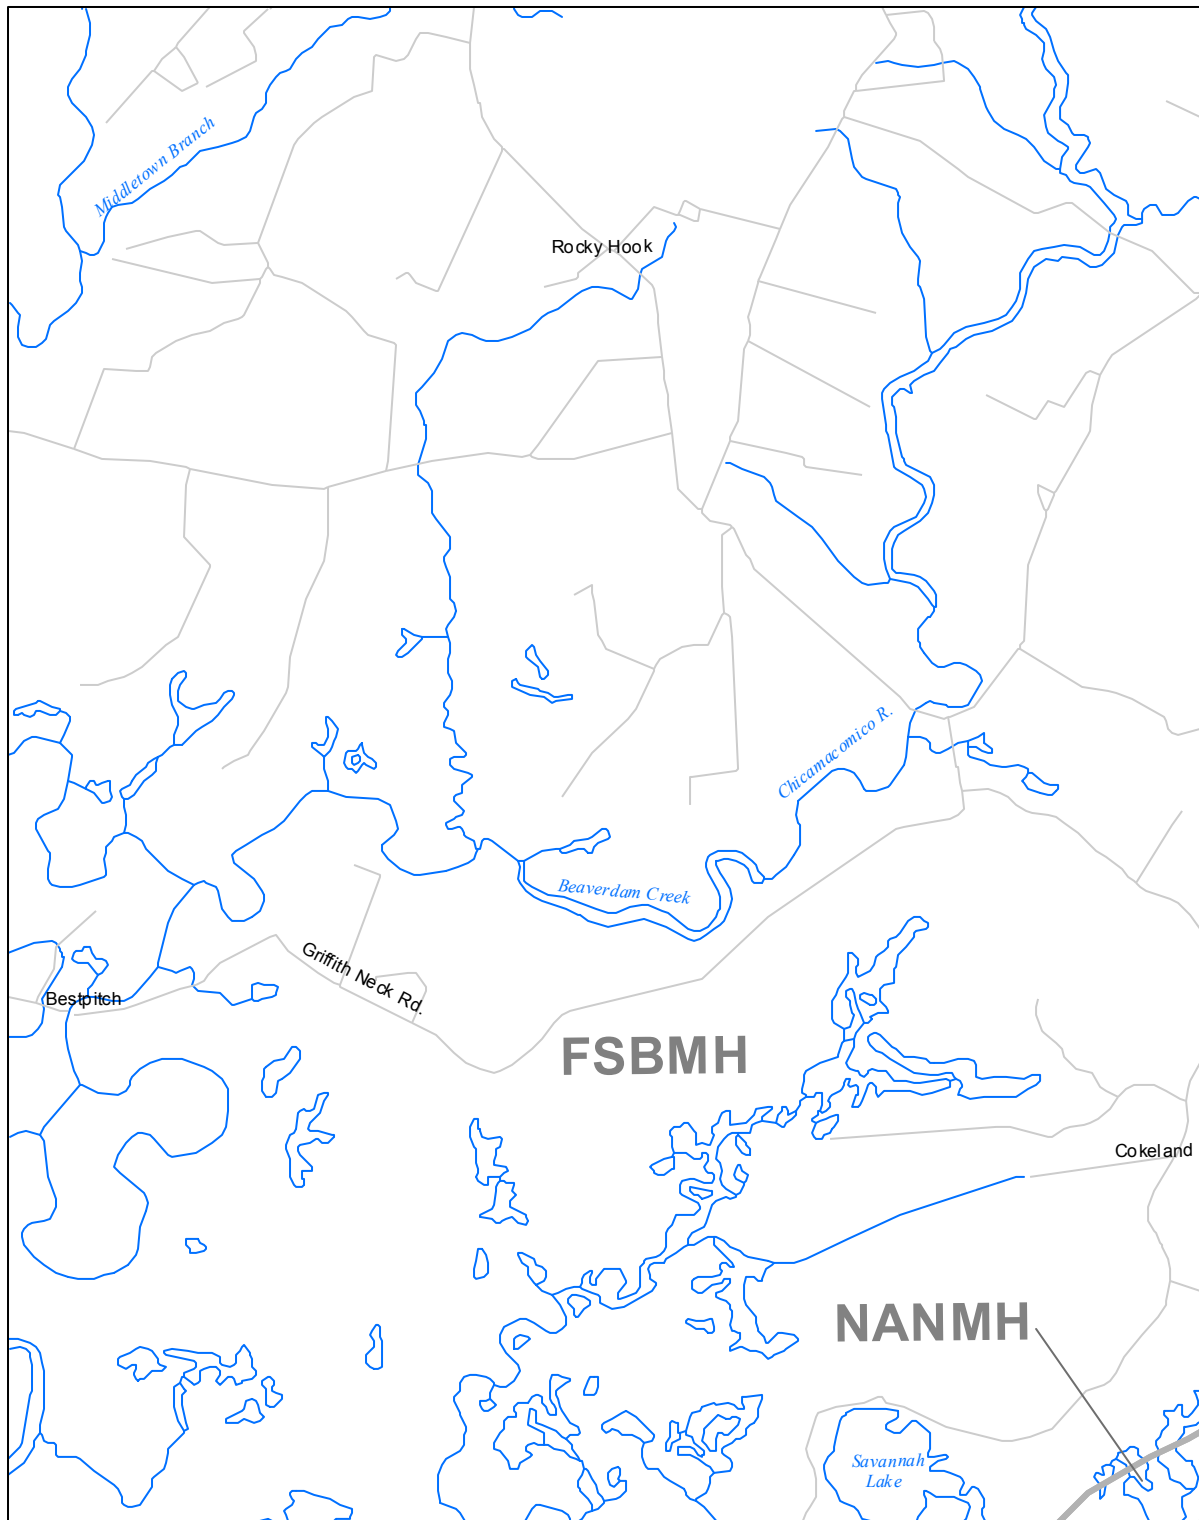 Middletown Branch
Rocky Hook
Chicamacomico R.
Beaverdam Creek
Griffith Neck Rd.
Bestpitch
FSBMH
Cokeland
NANMH
Savannah
Lake